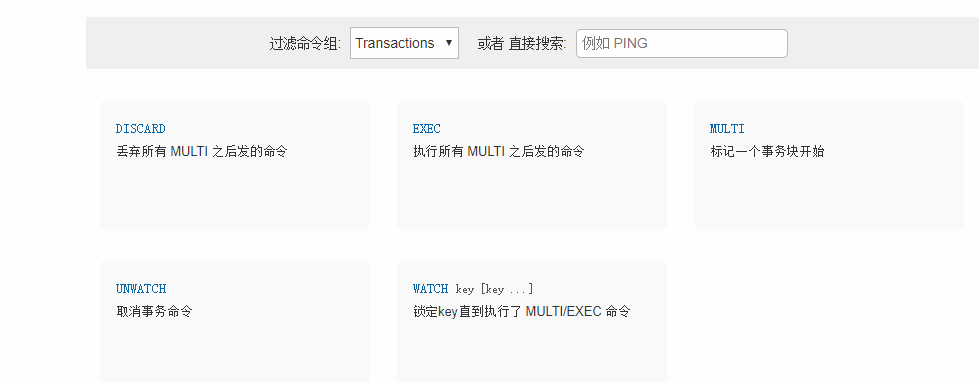 过滤命令组: Transactions 或者 直接搜索: 例如 PING
DISCARD
丢弃所有 MULTI 之后发的命令
EXEC
执行所有 MULTI 之后发的命令
MULTI
标记一个事务块开始
UNWATCH
取消事务命令
WATCH key [key ...]
锁定key直到执行了 MULTI/EXEC 命令